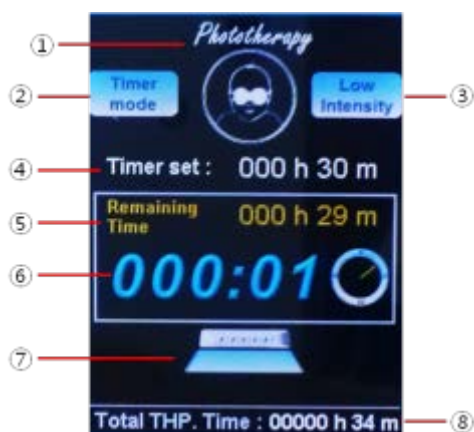 ① Phototherapy
② Timer mode
Low Intensity ③
④ Timer set : 000 h 30 m
⑤ Remaining Time 000 h 29 m
⑥ 000:01
⑦
Total THP. Time : 00000 h 34 m ⑧